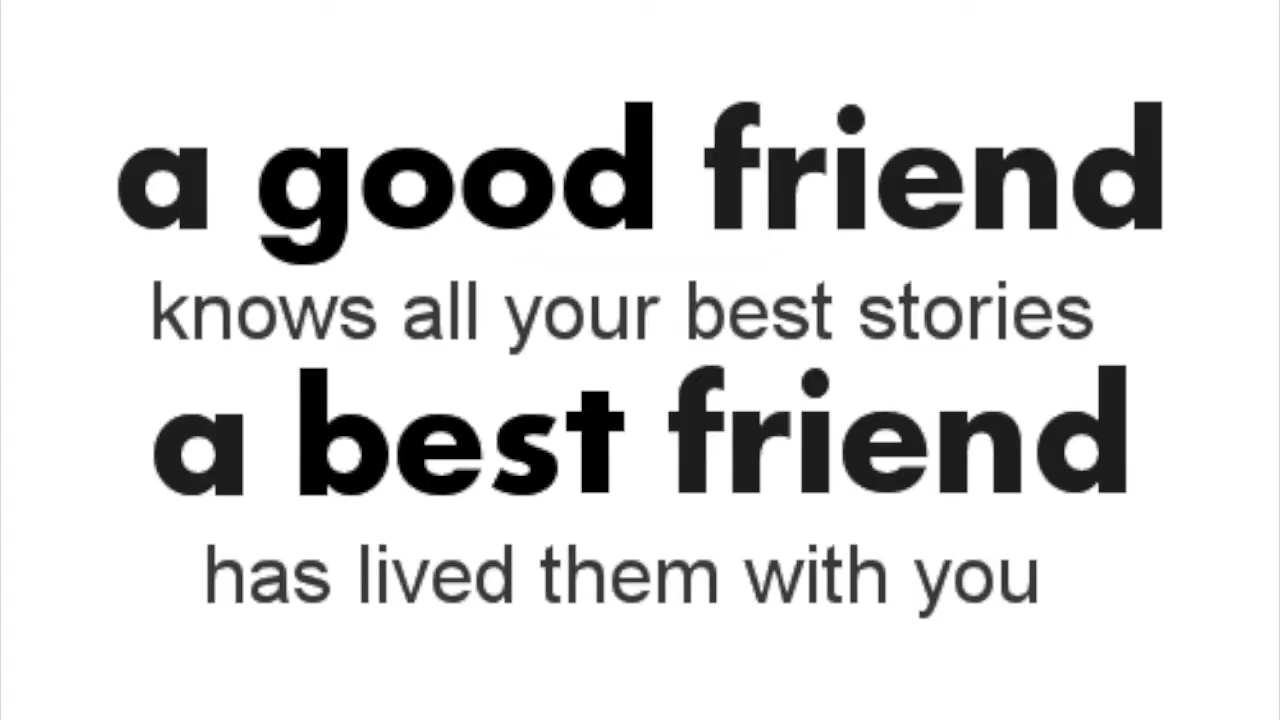 a good friend
knows all your best stories
a best friend
has lived them with you